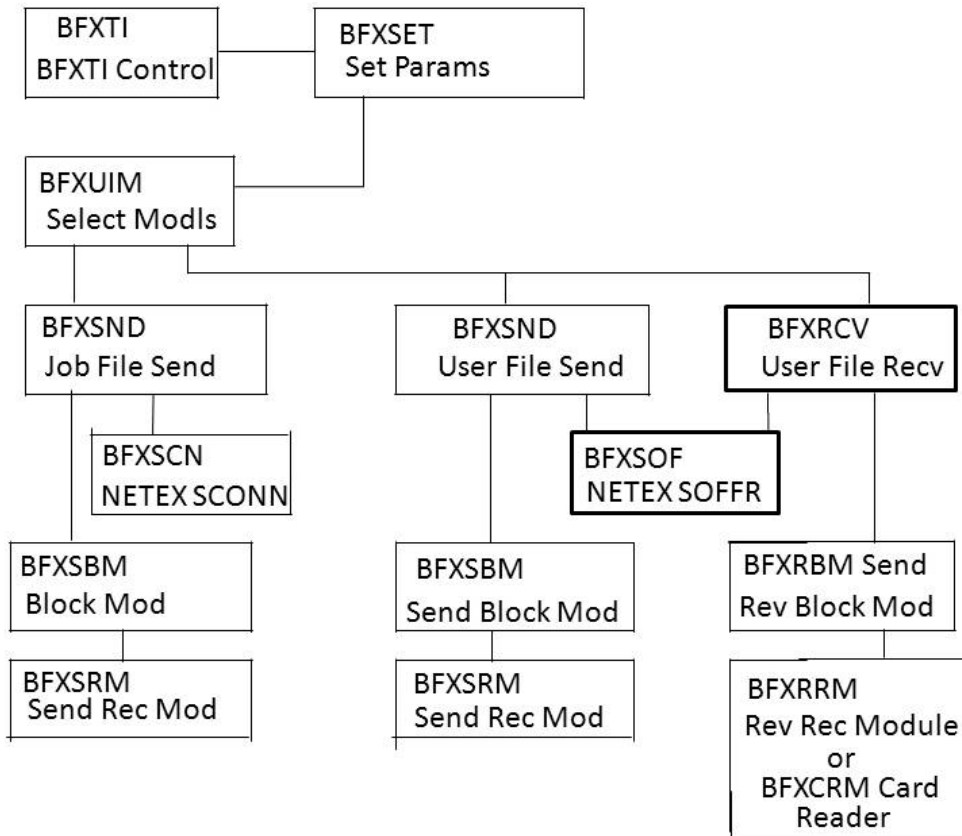 BFXTI
BFXTI Control
BFXSET
Set Params
BFXUIM
Select Modls
BFXSND
Job File Send
BFXSND
User File Send
BFXRCV
User File Recv
BFXSCN
NETEX SCONN
BFXSOF
NETEX SOFFR
BFXSBM
Block Mod
BFXSBM
Send Block Mod
BFXRBM Send
Rev Block Mod
BFXSRM
Send Rec Mod
BFXSRM
Send Rec Mod
BFXRRM
Rev Rec Module
or
BFXCRM Card
Reader